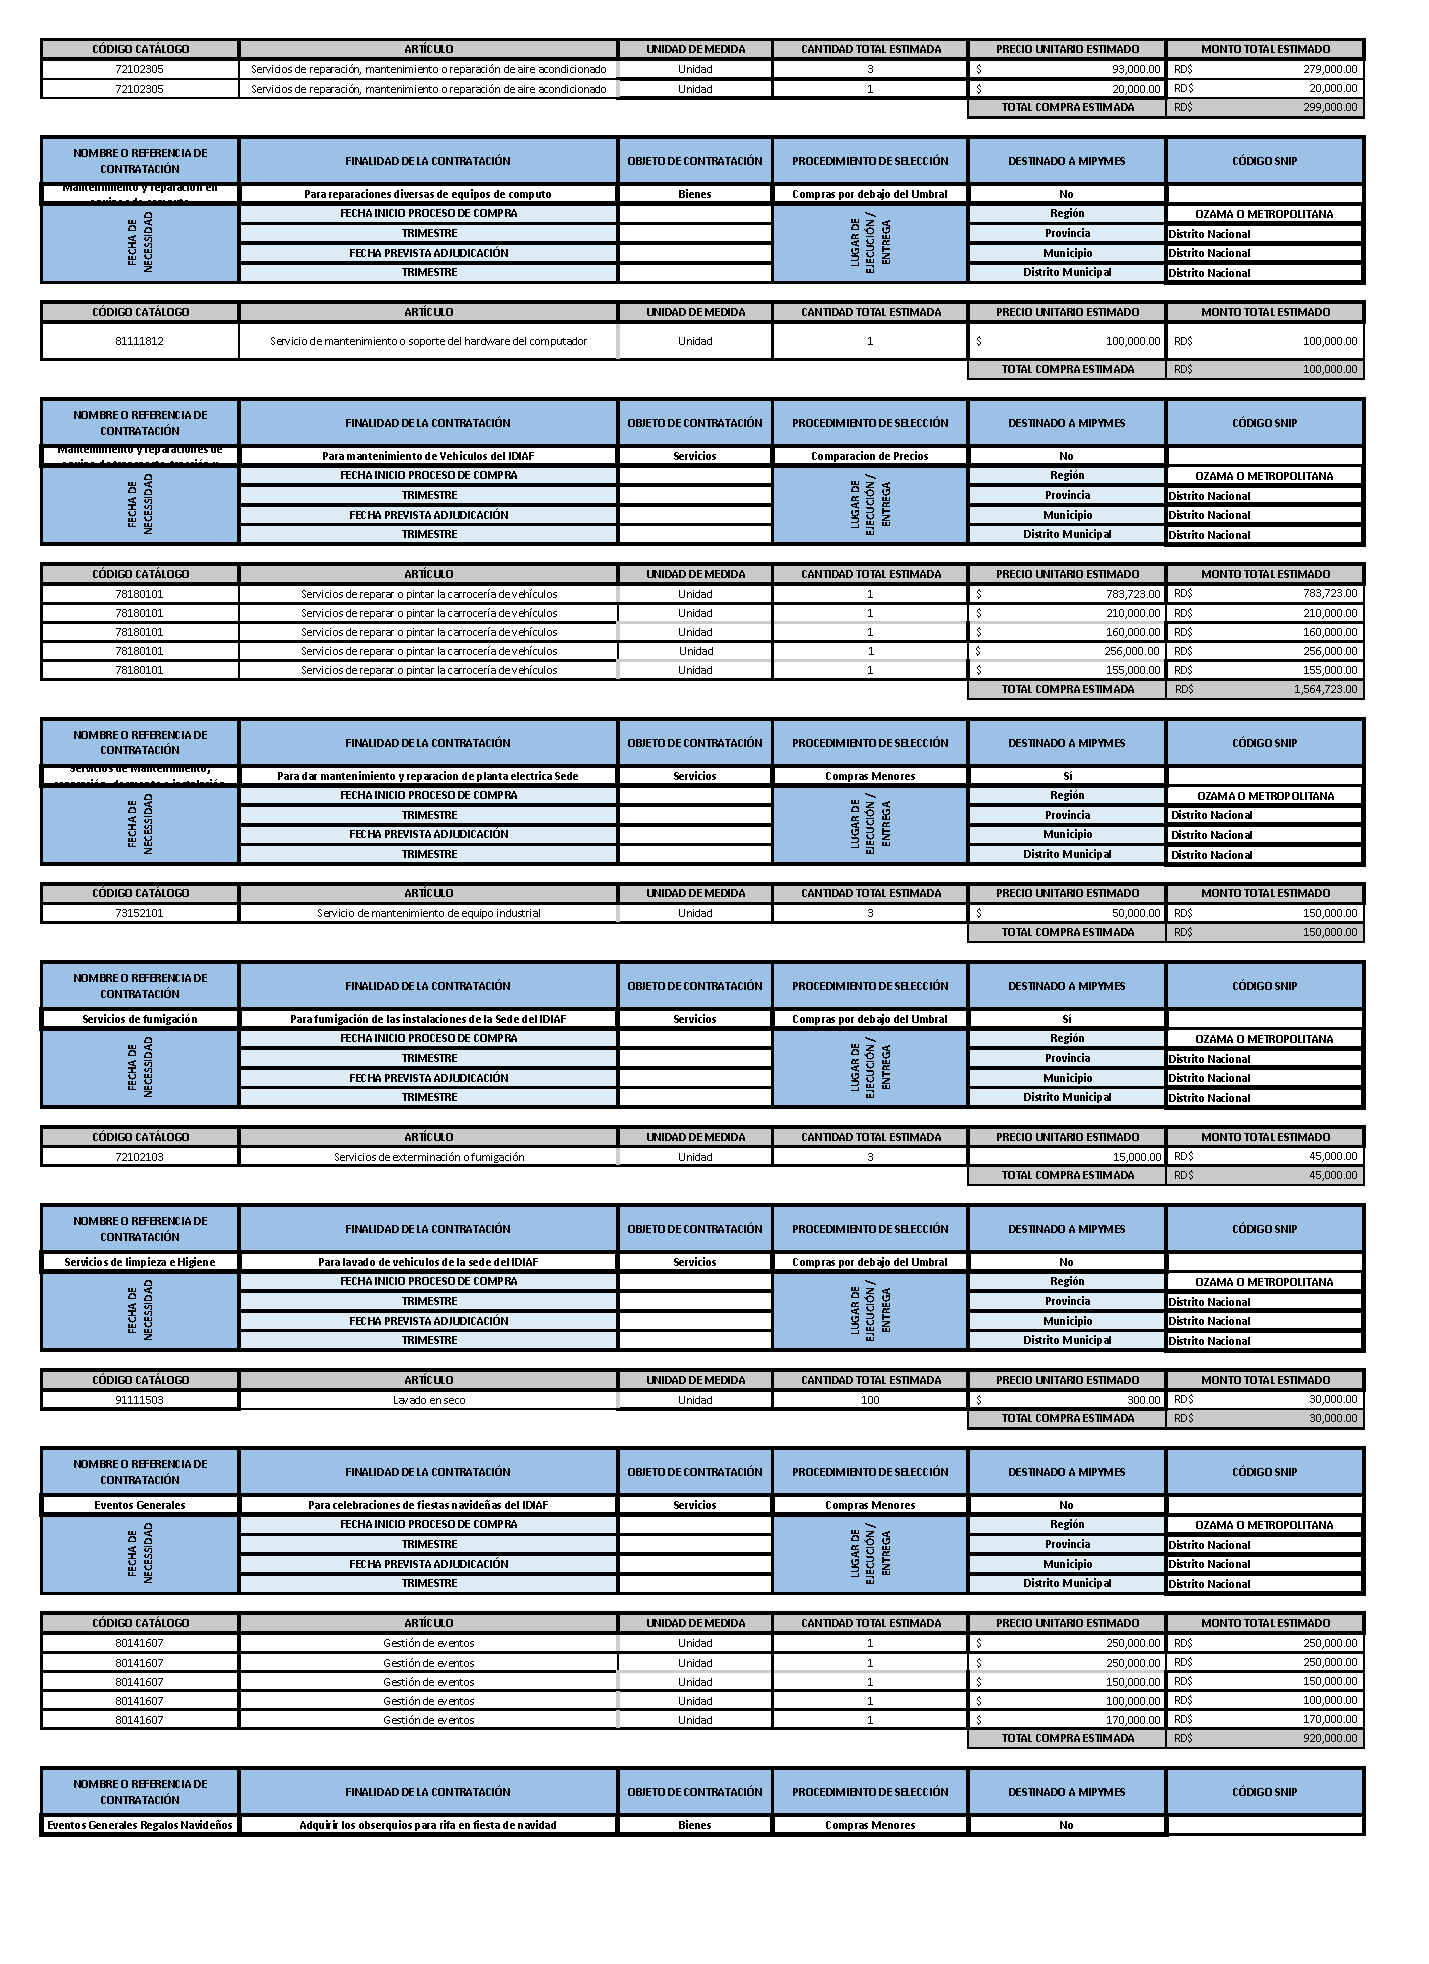 CÓDIGO CATÁLOGO ARTÍCULO UNIDAD DE MEDIDA CANTIDAD TOTAL ESTIMADA PRECIO UNITARIO ESTIMADO MONTO TOTAL ESTIMADO
72102305 Servicios de reparación, mantenimiento o reparación de aire acondicionado Unidad 3 $ 93,000.00 RD$ 279,000.00
72102305 Servicios de reparación, mantenimiento o reparación de aire acondicionado Unidad 1 $ 20,000.00 RD$ 20,000.00
TOTAL COMPRA ESTIMADA RD$ 299,000.00
NOMBRE O REFERENCIA DE CONTRATACIÓN FINALIDAD DE LA CONTRATACIÓN OBJETO DE CONTRATACIÓN PROCEDIMIENTO DE SELECCIÓN DESTINADO A MIPYMES CÓDIGO SNIP
Mantenimiento y reparacion en Para reparaciones diversas de equipos de computo Bienes Compras por debajo del Umbral No
FECHA DE NECESSIDAD FECHA INICIO PROCESO DE COMPRA LUGAR DE EJECUCIÓN / ENTREGA Región OZAMA O METROPOLITANA
TRIMESTRE Provincia Distrito Nacional
FECHA PREVISTA ADJUDICACIÓN Municipio Distrito Nacional
TRIMESTRE Distrito Municipal Distrito Nacional
CÓDIGO CATÁLOGO ARTÍCULO UNIDAD DE MEDIDA CANTIDAD TOTAL ESTIMADA PRECIO UNITARIO ESTIMADO MONTO TOTAL ESTIMADO
81111812 Servicio de mantenimiento o soporte del hardware del computador Unidad 1 $ 100,000.00 RD$ 100,000.00
TOTAL COMPRA ESTIMADA RD$ 100,000.00
NOMBRE O REFERENCIA DE CONTRATACIÓN FINALIDAD DE LA CONTRATACIÓN OBJETO DE CONTRATACIÓN PROCEDIMIENTO DE SELECCIÓN DESTINADO A MIPYMES CÓDIGO SNIP
Mantenimiento y reparaciones de Para mantenimiento de Vehiculos del IDIAF Servicios Comparacion de Precios No
FECHA DE NECESSIDAD FECHA INICIO PROCESO DE COMPRA LUGAR DE EJECUCIÓN / ENTREGA Región OZAMA O METROPOLITANA
TRIMESTRE Provincia Distrito Nacional
FECHA PREVISTA ADJUDICACIÓN Municipio Distrito Nacional
TRIMESTRE Distrito Municipal Distrito Nacional
CÓDIGO CATÁLOGO ARTÍCULO UNIDAD DE MEDIDA CANTIDAD TOTAL ESTIMADA PRECIO UNITARIO ESTIMADO MONTO TOTAL ESTIMADO
78180101 Servicios de reparar o pintar la carrocería de vehículos Unidad 1 $ 783,723.00 RD$ 783,723.00
78180101 Servicios de reparar o pintar la carrocería de vehículos Unidad 1 $ 210,000.00 RD$ 210,000.00
78180101 Servicios de reparar o pintar la carrocería de vehículos Unidad 1 $ 160,000.00 RD$ 160,000.00
78180101 Servicios de reparar o pintar la carrocería de vehículos Unidad 1 $ 256,000.00 RD$ 256,000.00
78180101 Servicios de reparar o pintar la carrocería de vehículos Unidad 1 $ 155,000.00 RD$ 155,000.00
TOTAL COMPRA ESTIMADA RD$ 1,564,723.00
NOMBRE O REFERENCIA DE CONTRATACIÓN FINALIDAD DE LA CONTRATACIÓN OBJETO DE CONTRATACIÓN PROCEDIMIENTO DE SELECCIÓN DESTINADO A MIPYMES CÓDIGO SNIP
Servicios de Mantenimiento, Para dar mantenimiento y reparacion de planta electrica Sede Servicios Compras Menores Sí
FECHA DE NECESSIDAD FECHA INICIO PROCESO DE COMPRA LUGAR DE EJECUCIÓN / ENTREGA Región OZAMA O METROPOLITANA
TRIMESTRE Provincia Distrito Nacional
FECHA PREVISTA ADJUDICACIÓN Municipio Distrito Nacional
TRIMESTRE Distrito Municipal Distrito Nacional
CÓDIGO CATÁLOGO ARTÍCULO UNIDAD DE MEDIDA CANTIDAD TOTAL ESTIMADA PRECIO UNITARIO ESTIMADO MONTO TOTAL ESTIMADO
73152101 Servicio de mantenimiento de equipo industrial Unidad 3 $ 50,000.00 RD$ 150,000.00
TOTAL COMPRA ESTIMADA RD$ 150,000.00
NOMBRE O REFERENCIA DE CONTRATACIÓN FINALIDAD DE LA CONTRATACIÓN OBJETO DE CONTRATACIÓN PROCEDIMIENTO DE SELECCIÓN DESTINADO A MIPYMES CÓDIGO SNIP
Servicios de fumigación Para fumigación de las instalaciones de la Sede del IDIAF Servicios Compras por debajo del Umbral Sí
FECHA DE NECESSIDAD FECHA INICIO PROCESO DE COMPRA LUGAR DE EJECUCIÓN / ENTREGA Región OZAMA O METROPOLITANA
TRIMESTRE Provincia Distrito Nacional
FECHA PREVISTA ADJUDICACIÓN Municipio Distrito Nacional
TRIMESTRE Distrito Municipal Distrito Nacional
CÓDIGO CATÁLOGO ARTÍCULO UNIDAD DE MEDIDA CANTIDAD TOTAL ESTIMADA PRECIO UNITARIO ESTIMADO MONTO TOTAL ESTIMADO
72102103 Servicios de exterminación o fumigación Unidad 3 15,000.00 RD$ 45,000.00
TOTAL COMPRA ESTIMADA RD$ 45,000.00
NOMBRE O REFERENCIA DE CONTRATACIÓN FINALIDAD DE LA CONTRATACIÓN OBJETO DE CONTRATACIÓN PROCEDIMIENTO DE SELECCIÓN DESTINADO A MIPYMES CÓDIGO SNIP
Servicios de limpieza e Higiene Para lavado de vehiculos de la sede del IDIAF Servicios Compras por debajo del Umbral No
FECHA DE NECESSIDAD FECHA INICIO PROCESO DE COMPRA LUGAR DE EJECUCIÓN / ENTREGA Región OZAMA O METROPOLITANA
TRIMESTRE Provincia Distrito Nacional
FECHA PREVISTA ADJUDICACIÓN Municipio Distrito Nacional
TRIMESTRE Distrito Municipal Distrito Nacional
CÓDIGO CATÁLOGO ARTÍCULO UNIDAD DE MEDIDA CANTIDAD TOTAL ESTIMADA PRECIO UNITARIO ESTIMADO MONTO TOTAL ESTIMADO
91111503 Lavado en seco Unidad 100 $ 300.00 RD$ 30,000.00
TOTAL COMPRA ESTIMADA RD$ 30,000.00
NOMBRE O REFERENCIA DE CONTRATACIÓN FINALIDAD DE LA CONTRATACIÓN OBJETO DE CONTRATACIÓN PROCEDIMIENTO DE SELECCIÓN DESTINADO A MIPYMES CÓDIGO SNIP
Eventos Generales Para celebraciones de fiestas navideñas del IDIAF Servicios Compras Menores No
FECHA DE NECESSIDAD FECHA INICIO PROCESO DE COMPRA LUGAR DE EJECUCIÓN / ENTREGA Región OZAMA O METROPOLITANA
TRIMESTRE Provincia Distrito Nacional
FECHA PREVISTA ADJUDICACIÓN Municipio Distrito Nacional
TRIMESTRE Distrito Municipal Distrito Nacional
CÓDIGO CATÁLOGO ARTÍCULO UNIDAD DE MEDIDA CANTIDAD TOTAL ESTIMADA PRECIO UNITARIO ESTIMADO MONTO TOTAL ESTIMADO
80141607 Gestión de eventos Unidad 1 $ 250,000.00 RD$ 250,000.00
80141607 Gestión de eventos Unidad 1 $ 250,000.00 RD$ 250,000.00
80141607 Gestión de eventos Unidad 1 $ 150,000.00 RD$ 150,000.00
80141607 Gestión de eventos Unidad 1 $ 100,000.00 RD$ 100,000.00
80141607 Gestión de eventos Unidad 1 $ 170,000.00 RD$ 170,000.00
TOTAL COMPRA ESTIMADA RD$ 920,000.00
NOMBRE O REFERENCIA DE CONTRATACIÓN FINALIDAD DE LA CONTRATACIÓN OBJETO DE CONTRATACIÓN PROCEDIMIENTO DE SELECCIÓN DESTINADO A MIPYMES CÓDIGO SNIP
Eventos Generales Regalos Navideños Adquirir los obserquios para rifa en fiesta de navidad Bienes Compras Menores No